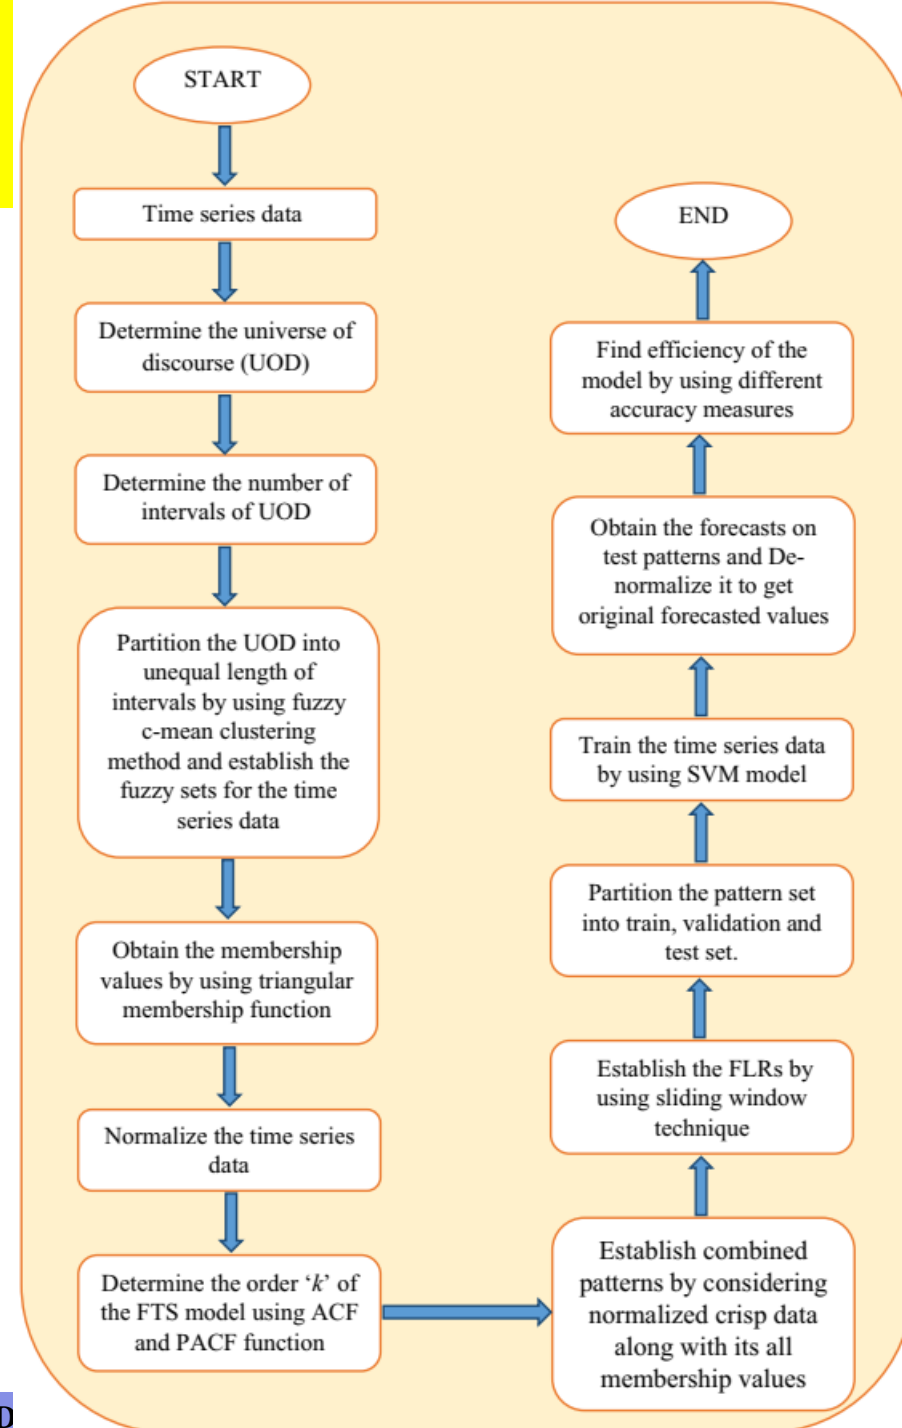 START
Time series data
Determine the universe of
discourse (UOD)
Determine the number of
intervals of UOD
Partition the UOD into
unequal length of
intervals by using fuzzy
c-mean clustering
method and establish the
fuzzy sets for the time
series data
Obtain the membership
values by using triangular
membership function
Normalize the time series
data
Determine the order ‘k’ of
the FTS model using ACF
and PACF function
Establish combined
patterns by considering
normalized crisp data
along with its all
membership values
Establish the FLRs by
using sliding window
technique
Partition the pattern set
into train, validation and
test set.
Train the time series data
by using SVM model
Obtain the forecasts on
test patterns and De-
normalize it to get
original forecasted values
Find efficiency of the
model by using different
accuracy measures
END